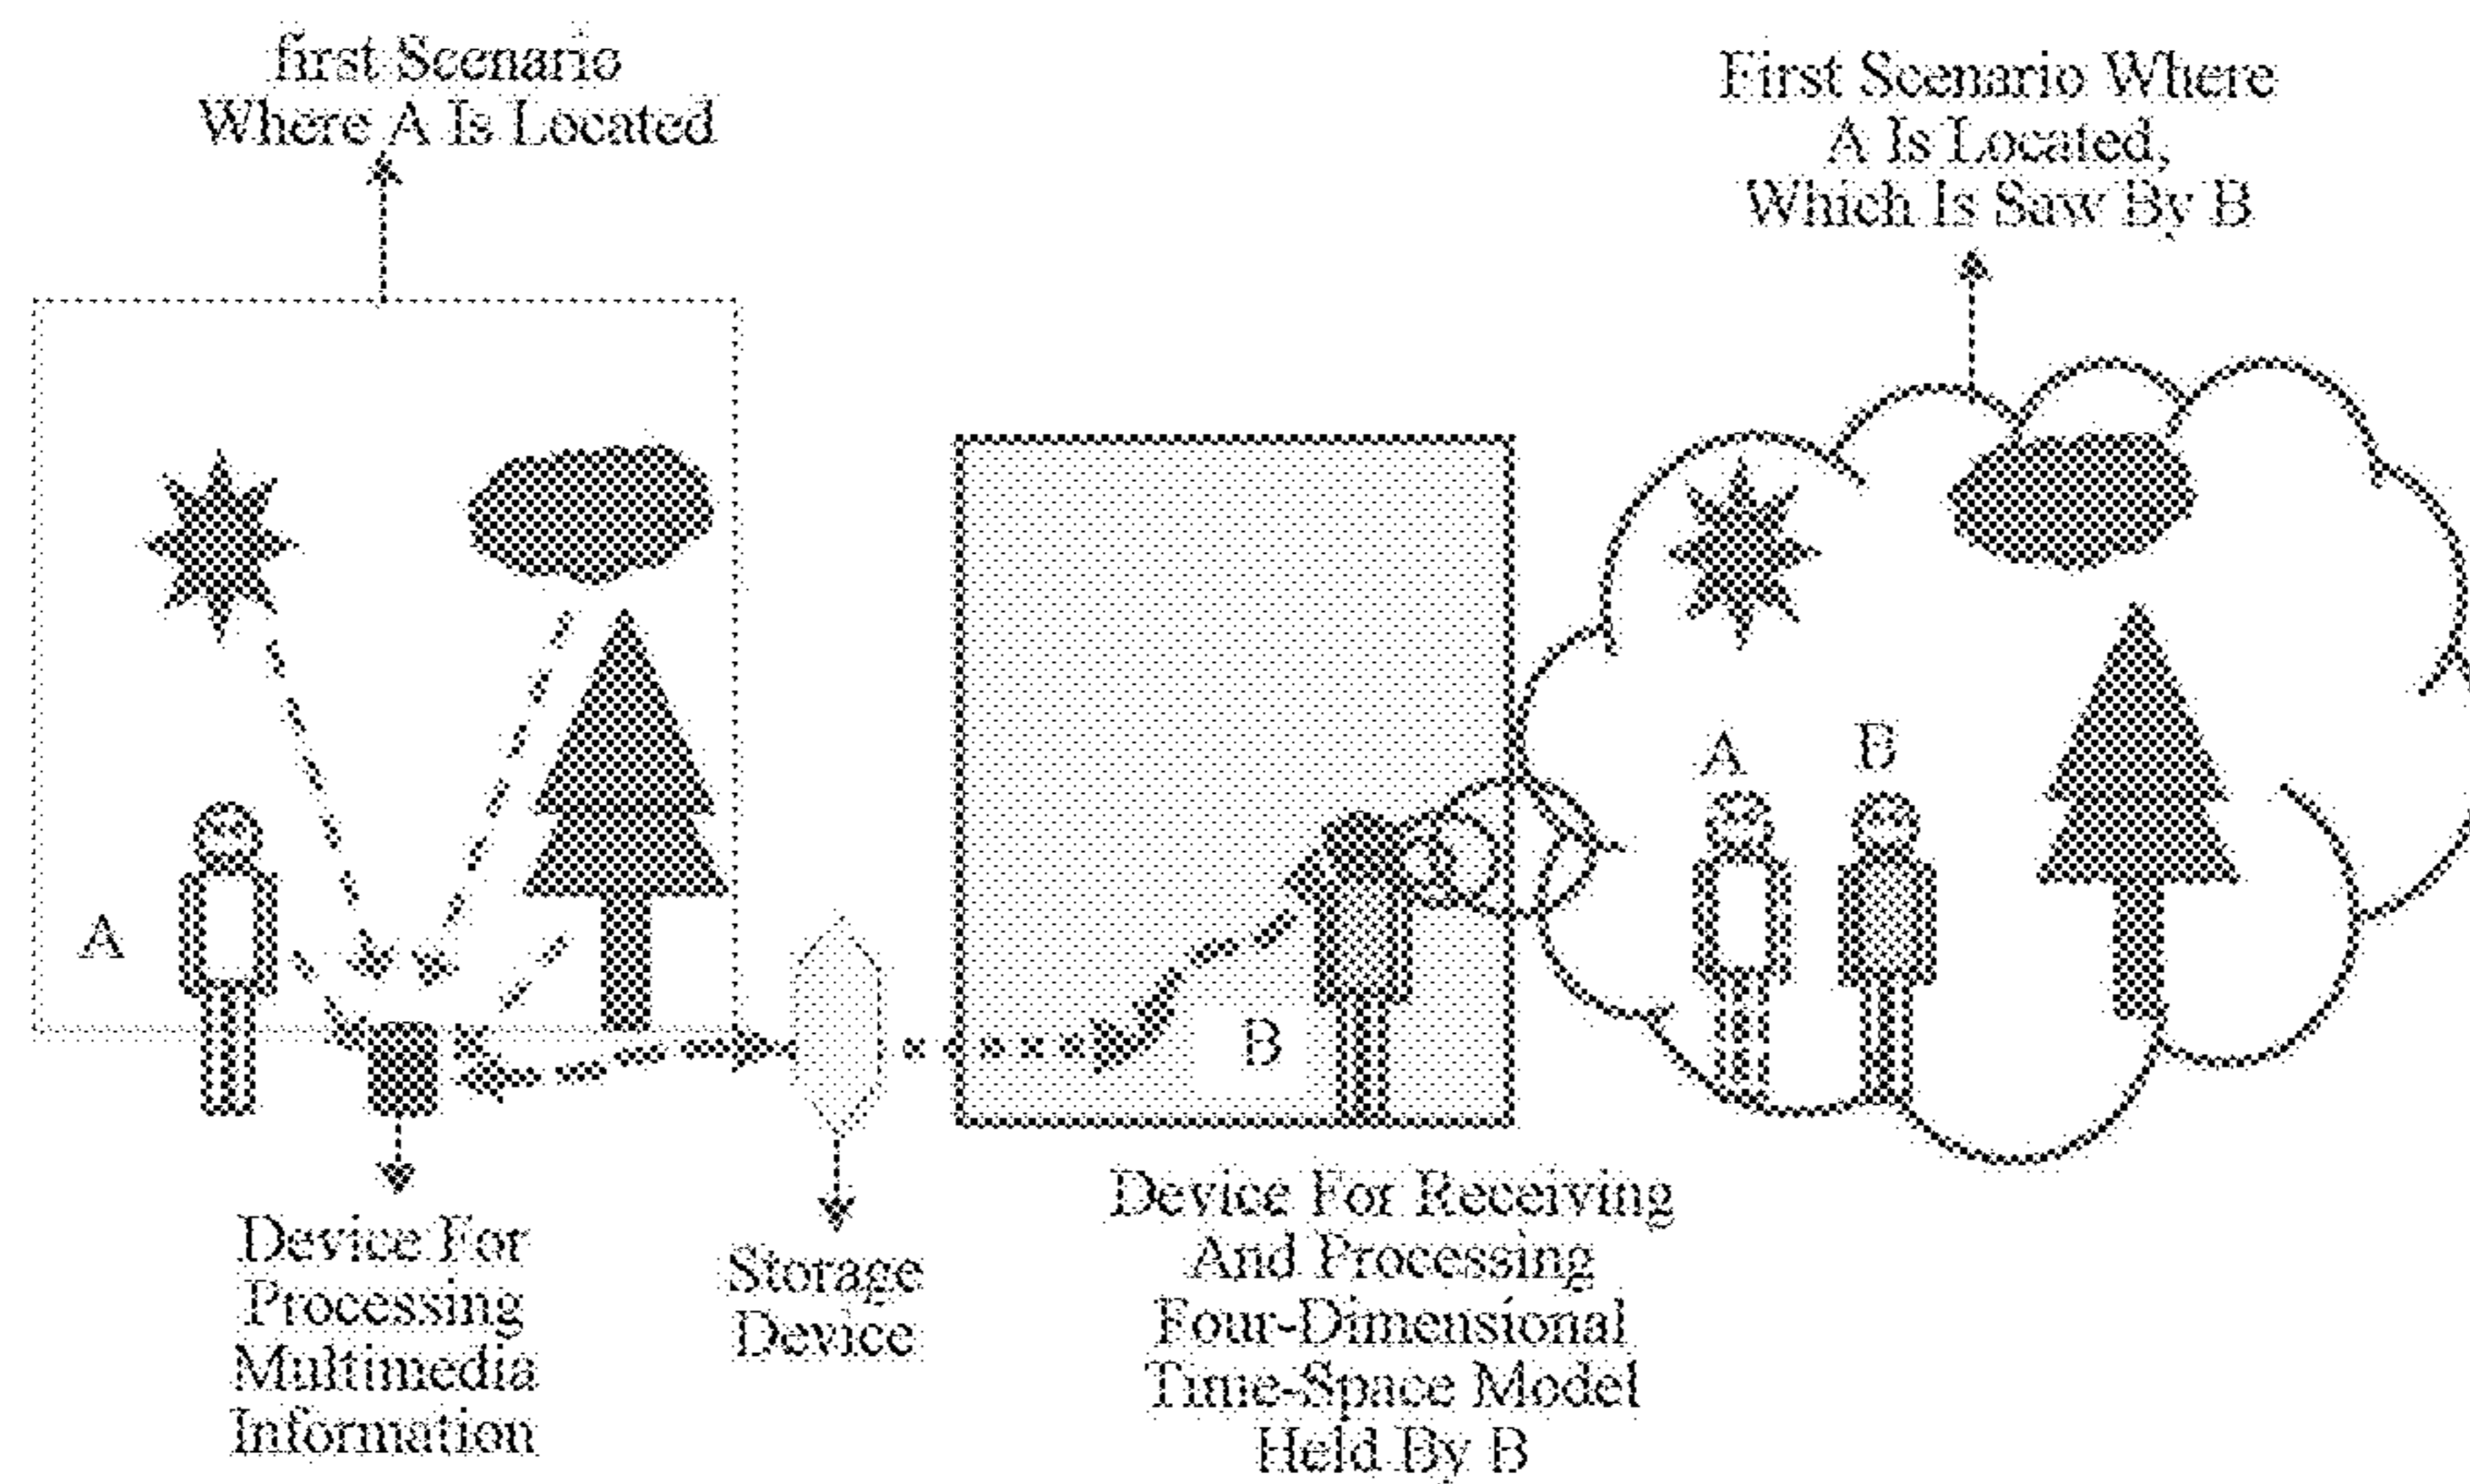 first Scenario
Where A Is Located
First Scenario Where
A Is Located,
Which Is Saw By B
A
B
A
B
Device For
Processing
Multimedia
Information
Storage
Device
Device For Receiving
And Processing
Four-Dimensional
Time-Space Model
Held By B